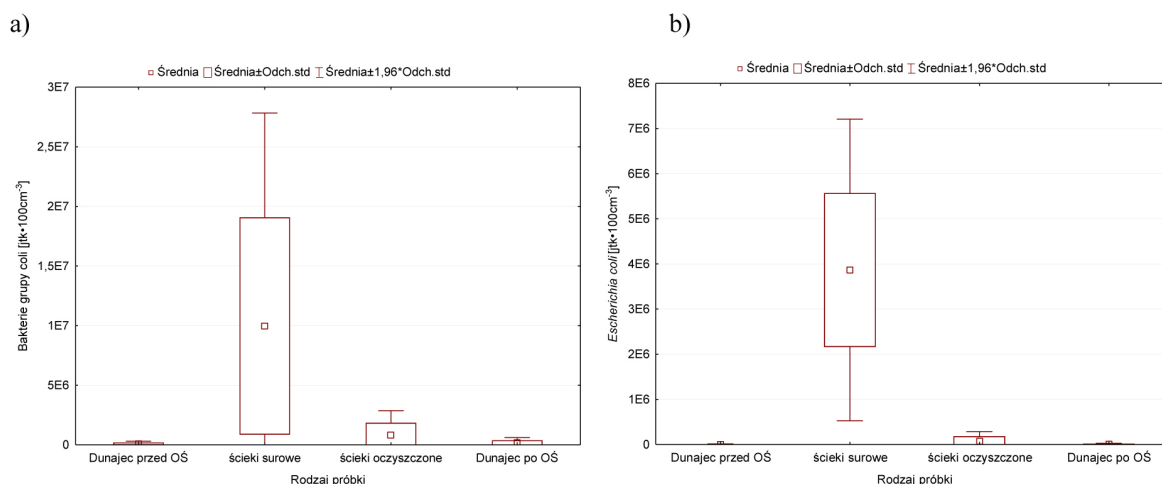 a)
Średnia Średnia±Odch.std Średnia±1,96*Odch.std
3E7
2,5E7
2E7
1,5E7
1E7
5E6
0
Bakterie grupy coli [jtk•100cm⁻³]
Dunajec przed OŚ ścieki surowe ścieki oczyszczone Dunajec po OŚ
Rodzaj próbki
b)
Średnia Średnia±Odch.std Średnia±1,96*Odch.std
8E6
7E6
6E6
5E6
4E6
3E6
2E6
1E6
0
Escherichia coli [jtk•100cm⁻³]
Dunajec przed OŚ ścieki surowe ścieki oczyszczone Dunajec po OŚ
Rodzaj próbki